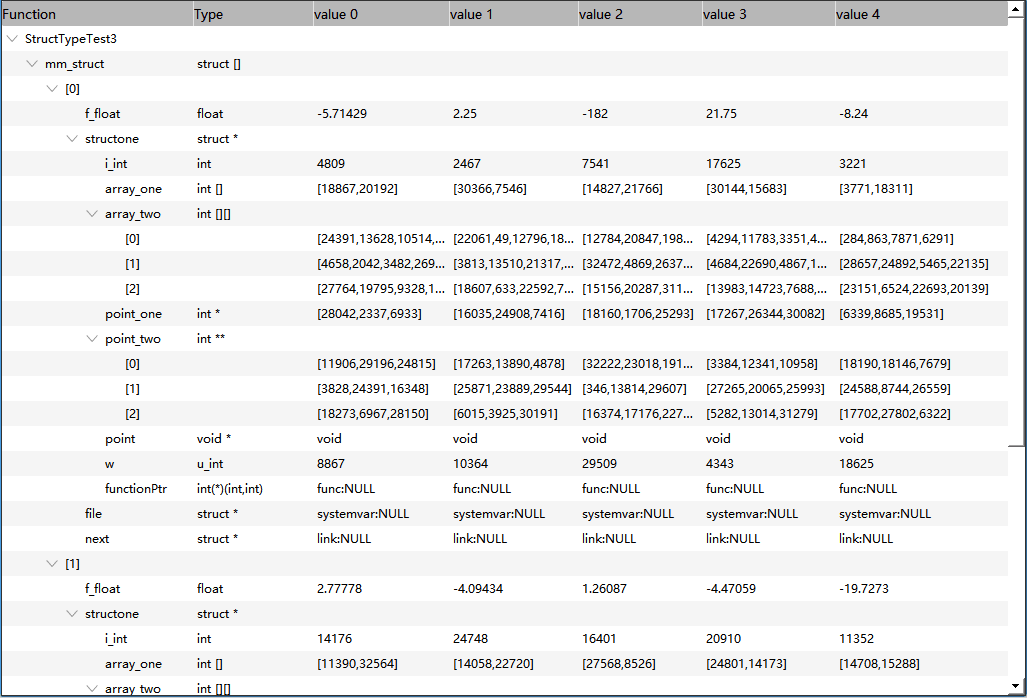 Function Type value 0 value 1 value 2 value 3 value 4
StructTypeTest3
mm_struct struct []
[0]
f_float float -5.71429 2.25 -182 21.75 -8.24
structone struct *
i_int int 4809 2467 7541 17625 3221
array_one int [] [18867,20192] [30366,7546] [14827,21766] [30144,15683] [3771,18311]
array_two int [][]
[0] [24391,13628,10514,... [22061,49,12796,18... [12784,20847,198... [4294,11783,3351,4... [284,863,7871,6291]
[1] [4658,2042,3482,269... [3813,13510,21317,... [32472,4869,2637... [4684,22690,4867,1... [28657,24892,5465,22135]
[2] [27764,19795,9328,1... [18607,633,22592,7... [15156,20287,311... [13983,14723,7688,... [23151,6524,22693,20139]
point_one int * [28042,2337,6933] [16035,24908,7416] [18160,1706,25293] [17267,26344,30082] [6339,8685,19531]
point_two int **
[0] [11906,29196,24815] [17263,13890,4878] [32222,23018,191... [3384,12341,10958] [18190,18146,7679]
[1] [3828,24391,16348] [25871,23889,29544] [346,13814,29607] [27265,20065,25993] [24588,8744,26559]
[2] [18273,6967,28150] [6015,3925,30191] [16374,17176,227... [5282,13014,31279] [17702,27802,6322]
point void * void void void void void
w u_int 8867 10364 29509 4343 18625
functionPtr int(*)(int,int) func:NULL func:NULL func:NULL func:NULL func:NULL
file struct * systemvar:NULL systemvar:NULL systemvar:NULL systemvar:NULL systemvar:NULL
next struct * link:NULL link:NULL link:NULL link:NULL link:NULL
[1]
f_float float 2.77778 -4.09434 1.26087 -4.47059 -19.7273
structone struct *
i_int int 14176 24748 16401 20910 11352
array_one int [] [11390,32564] [14058,22720] [27568,8526] [24801,14173] [14708,15288]
array_two int [][]